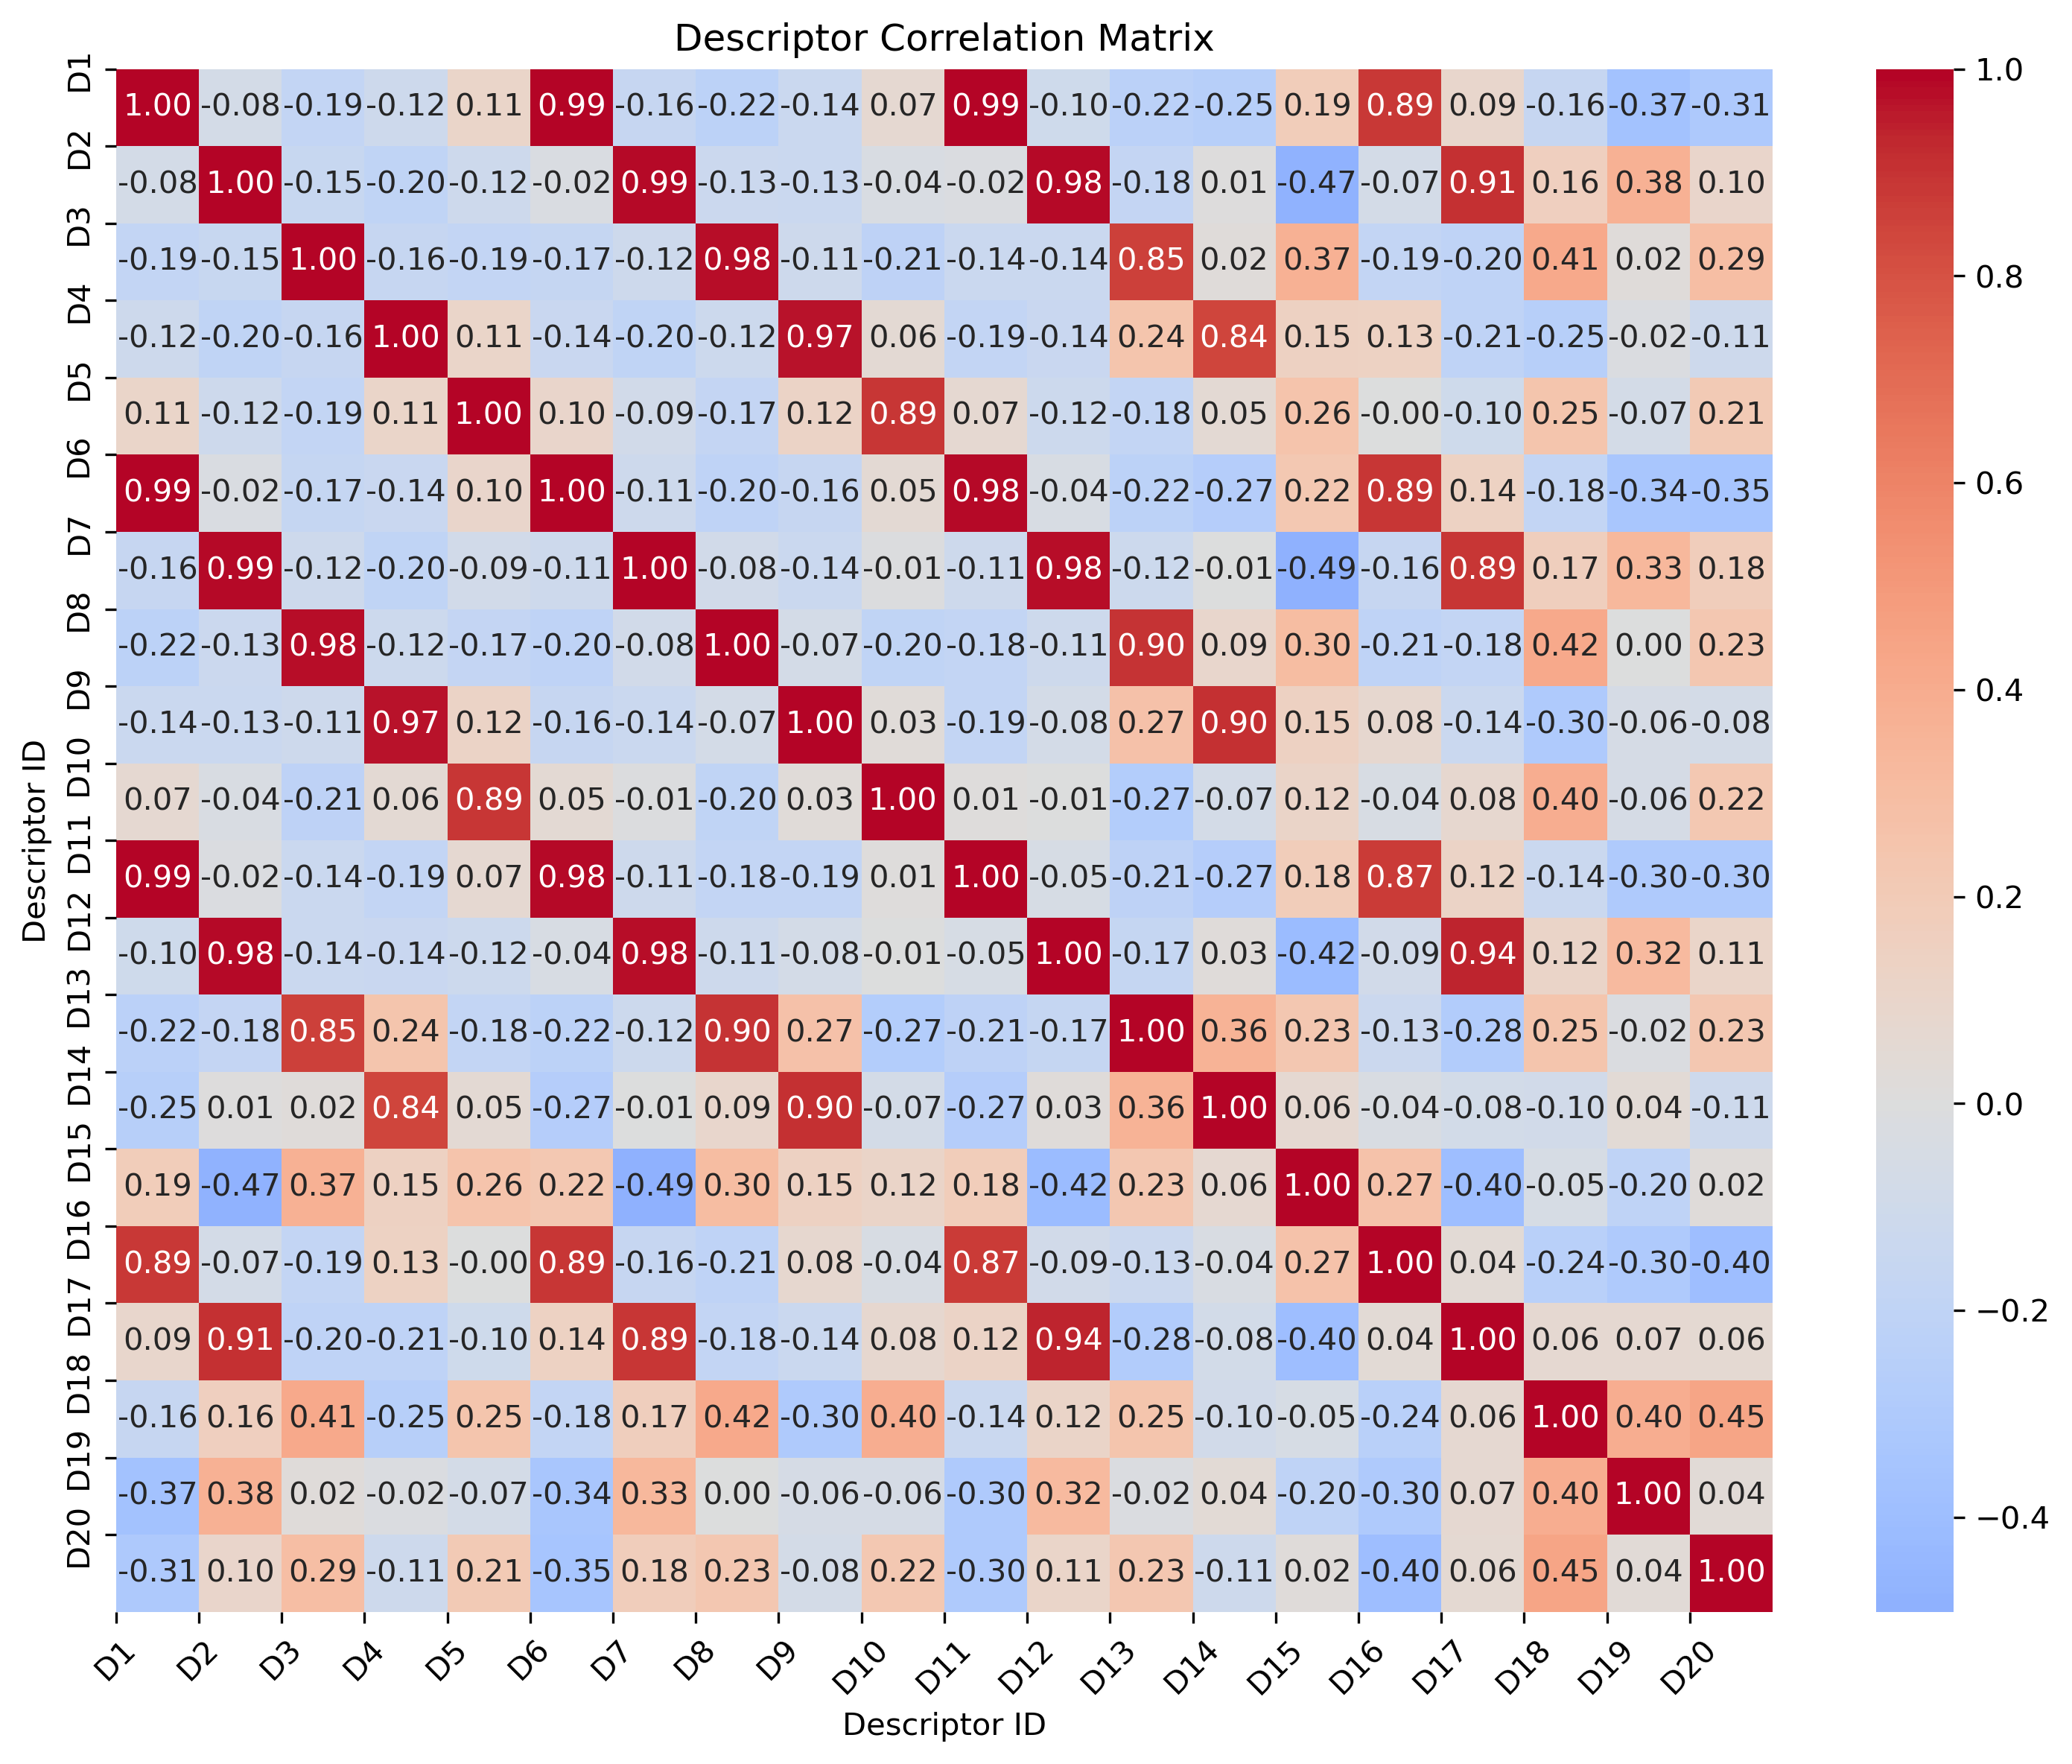 Descriptor Correlation Matrix
D1 1.00 -0.08 -0.19 -0.12 0.11 0.99 -0.16 -0.22 -0.14 0.07 0.99 -0.10 -0.22 -0.25 0.19 0.89 0.09 -0.16 -0.37 -0.31
D2 -0.08 1.00 -0.15 -0.20 -0.12 -0.02 0.99 -0.13 -0.13 -0.04 -0.02 0.98 -0.18 0.01 -0.47 -0.07 0.91 0.16 0.38 0.10
D3 -0.19 -0.15 1.00 -0.16 -0.19 -0.17 -0.12 0.98 -0.11 -0.21 -0.14 -0.14 0.85 0.02 0.37 -0.19 -0.20 0.41 0.02 0.29
D4 -0.12 -0.20 -0.16 1.00 0.11 -0.14 -0.20 -0.12 0.97 0.06 -0.19 -0.14 0.24 0.84 0.15 0.13 -0.21 -0.25 -0.02 -0.11
D5 0.11 -0.12 -0.19 0.11 1.00 0.10 -0.09 -0.17 0.12 0.89 0.07 -0.12 -0.18 0.05 0.26 -0.00 -0.10 0.25 -0.07 0.21
D6 0.99 -0.02 -0.17 -0.14 0.10 1.00 -0.11 -0.20 -0.16 0.05 0.98 -0.04 -0.22 -0.27 0.22 0.89 0.14 -0.18 -0.34 -0.35
D7 -0.16 0.99 -0.12 -0.20 -0.09 -0.11 1.00 -0.08 -0.14 -0.01 -0.11 0.98 -0.12 -0.01 -0.49 -0.16 0.89 0.17 0.33 0.18
D8 -0.22 -0.13 0.98 -0.12 -0.17 -0.20 -0.08 1.00 -0.07 -0.20 -0.18 -0.11 0.90 0.09 0.30 -0.21 -0.18 0.42 0.00 0.23
D9 -0.14 -0.13 -0.11 0.97 0.12 -0.16 -0.14 -0.07 1.00 0.03 -0.19 -0.08 0.27 0.90 0.15 0.08 -0.14 -0.30 -0.06 -0.08
D10 0.07 -0.04 -0.21 0.06 0.89 0.05 -0.01 -0.20 0.03 1.00 0.01 -0.01 -0.27 -0.07 0.12 -0.04 0.08 0.40 -0.06 0.22
D11 0.99 -0.02 -0.14 -0.19 0.07 0.98 -0.11 -0.18 -0.19 0.01 1.00 -0.05 -0.21 -0.27 0.18 0.87 0.12 -0.14 -0.30 -0.30
D12 -0.10 0.98 -0.14 -0.14 -0.12 -0.04 0.98 -0.11 -0.08 -0.01 -0.05 1.00 -0.17 0.03 -0.42 -0.09 0.94 0.12 0.32 0.11
D13 -0.22 -0.18 0.85 0.24 -0.18 -0.22 -0.12 0.90 0.27 -0.27 -0.21 -0.17 1.00 0.36 0.23 -0.13 -0.28 0.25 -0.02 0.23
D14 -0.25 0.01 0.02 0.84 0.05 -0.27 -0.01 0.09 0.90 -0.07 -0.27 0.03 0.36 1.00 0.06 -0.04 -0.08 -0.10 0.04 -0.11
D15 0.19 -0.47 0.37 0.15 0.26 0.22 -0.49 0.30 0.15 0.12 0.18 -0.42 0.23 0.06 1.00 0.27 -0.40 -0.05 -0.20 0.02
D16 0.89 -0.07 -0.19 0.13 -0.00 0.89 -0.16 -0.21 0.08 -0.04 0.87 -0.09 -0.13 -0.04 0.27 1.00 0.04 -0.24 -0.30 -0.40
D17 0.09 0.91 -0.20 -0.21 -0.10 0.14 0.89 -0.18 -0.14 0.08 0.12 0.94 -0.28 -0.08 -0.40 0.04 1.00 0.06 0.07 0.06
D18 -0.16 0.16 0.41 -0.25 0.25 -0.18 0.17 0.42 -0.30 0.40 -0.14 0.12 0.25 -0.10 -0.05 -0.24 0.06 1.00 0.40 0.45
D19 -0.37 0.38 0.02 -0.02 -0.07 -0.34 0.33 0.00 -0.06 -0.06 -0.30 0.32 -0.02 0.04 -0.20 -0.30 0.07 0.40 1.00 0.04
D20 -0.31 0.10 0.29 -0.11 0.21 -0.35 0.18 0.23 -0.08 0.22 -0.30 0.11 0.23 -0.11 0.02 -0.40 0.06 0.45 0.04 1.00
D1 D2 D3 D4 D5 D6 D7 D8 D9 D10 D11 D12 D13 D14 D15 D16 D17 D18 D19 D20
Descriptor ID
Descriptor ID
1.0
0.8
0.6
0.4
0.2
0.0
−0.2
−0.4